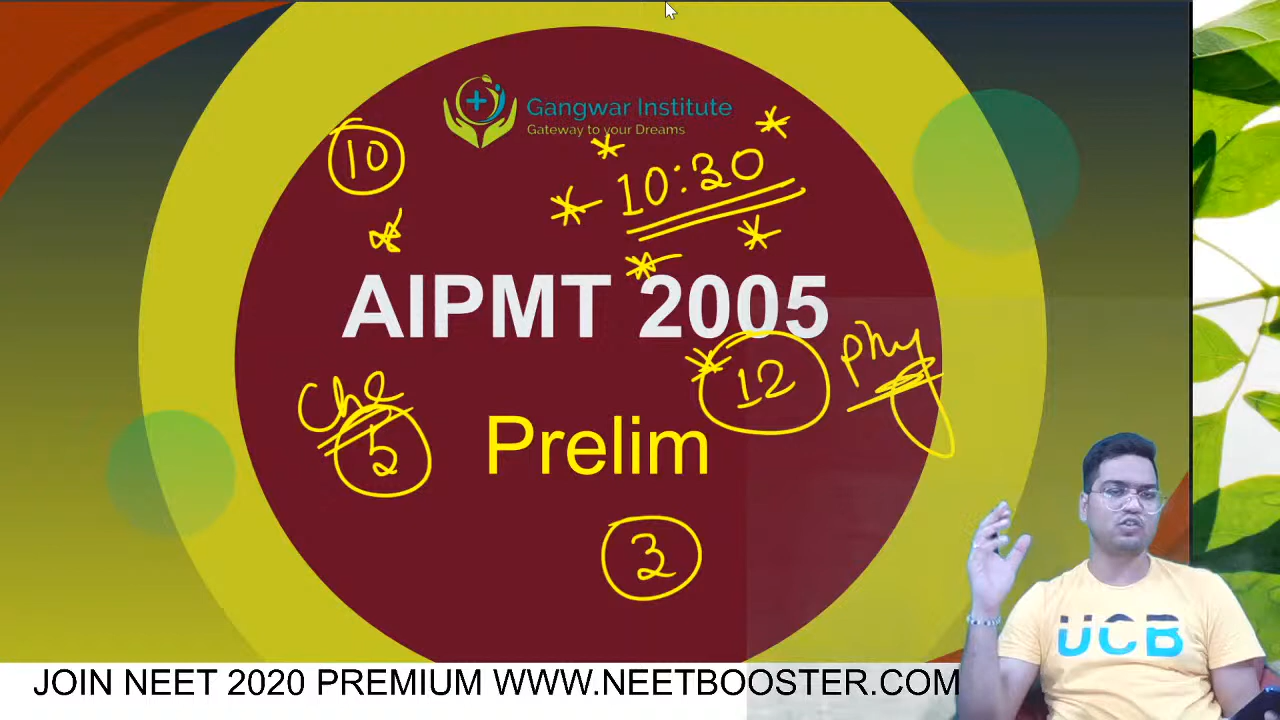 Gangwar Institute
Gateway to your Dreams
10
10:30
AIPMT 2005
12 Phy
Che
5
Prelim
3
UCB
JOIN NEET 2020 PREMIUM WWW.NEETBOOSTER.COM